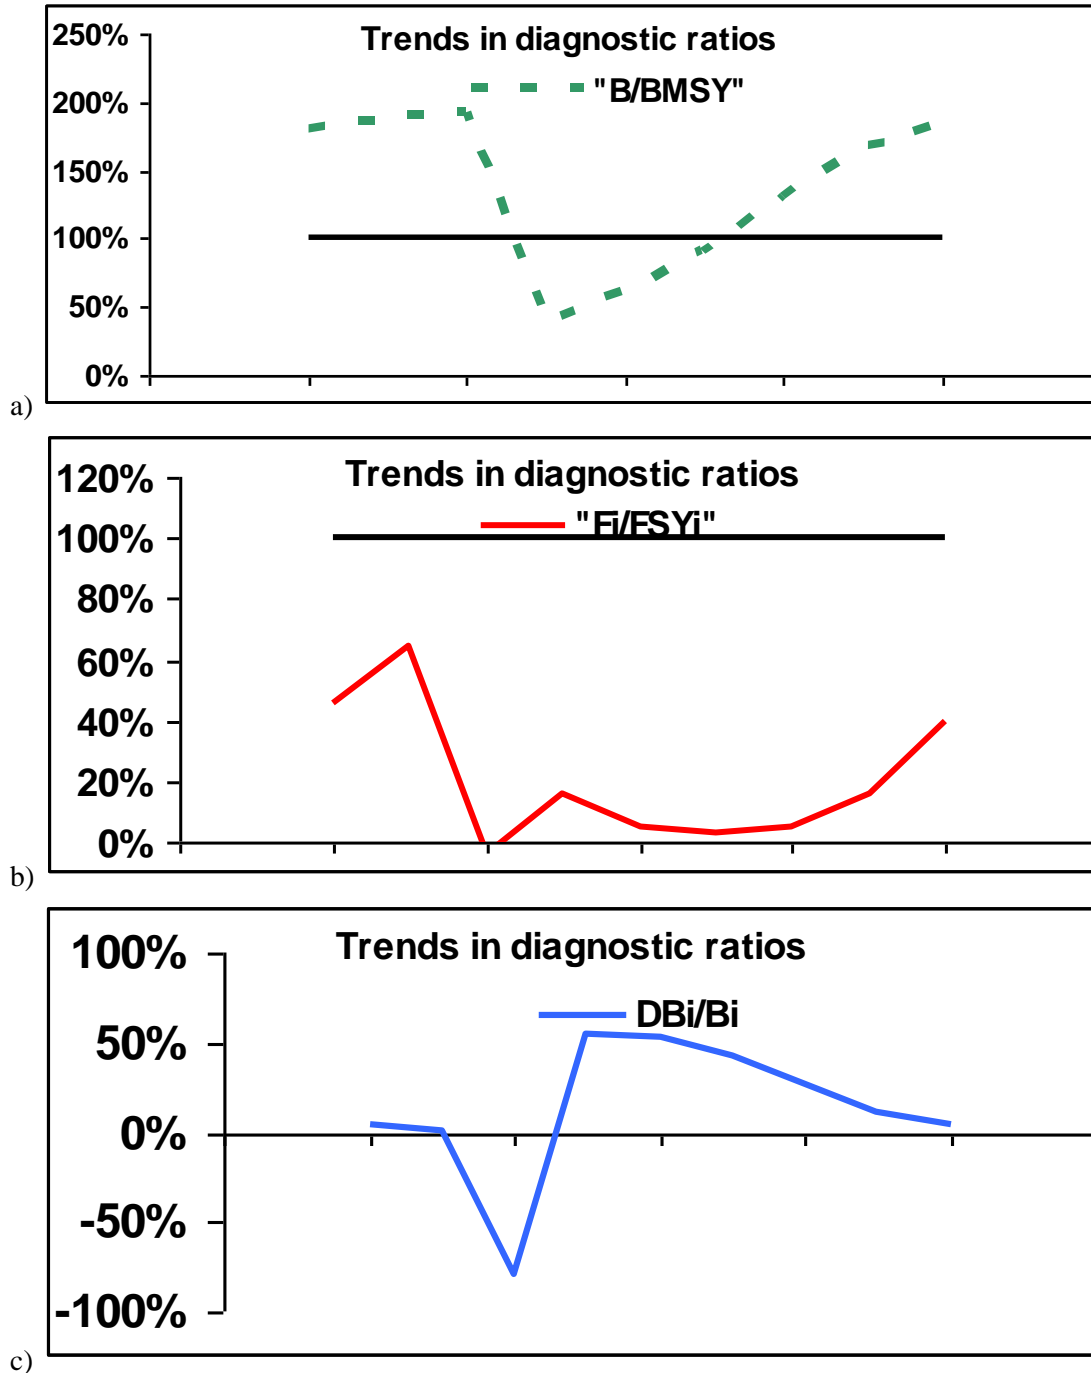 250%
Trends in diagnostic ratios
"B/BMSY"
200%
150%
100%
50%
0%
a)
120%
Trends in diagnostic ratios
"Fi/FSYi"
100%
80%
60%
40%
20%
0%
b)
100%
Trends in diagnostic ratios
DBi/Bi
50%
0%
-50%
-100%
c)